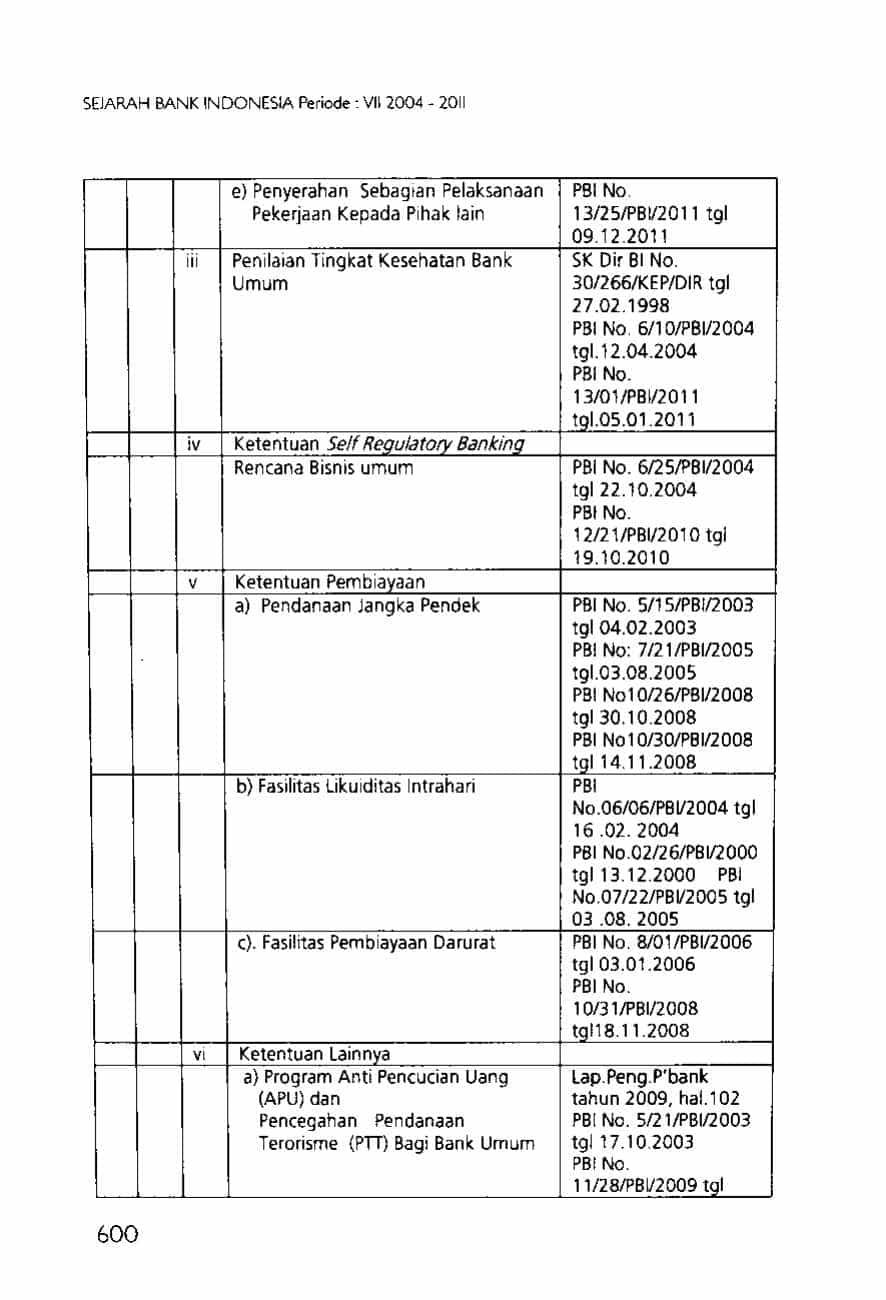 SEJARAH BANK INDONESIA Periode : VII 2004 - 2011
e) Penyerahan Sebagian Pelaksanaan
Pekerjaan Kepada Pihak lain
PBI No.
13/25/PBI/2011 tgl
09.12.2011
iii
Penilaian Tingkat Kesehatan Bank
Umum
SK Dir BI No.
30/266/KEP/DIR tgl
27.02.1998
PBI No. 6/10/PBI/2004
tgl.12.04.2004
PBI No.
13/01/PBI/2011
tgl.05.01.2011
iv
Ketentuan Self Regulatory Banking
Rencana Bisnis umum
PBI No. 6/25/PBI/2004
tgl 22.10.2004
PBI No.
12/21/PBI/2010 tgl
19.10.2010
v
Ketentuan Pembiayaan
a) Pendanaan Jangka Pendek
PBI No. 5/15/PBI/2003
tgl 04.02.2003
PBI No: 7/21/PBI/2005
tgl.03.08.2005
PBI No10/26/PBI/2008
tgl 30.10.2008
PBI No10/30/PBI/2008
tgl 14.11.2008
b) Fasilitas Likuiditas Intrahari
PBI
No.06/06/PBI/2004 tgl
16 .02. 2004
PBI No.02/26/PBI/2000
tgl 13.12.2000 PBI
No.07/22/PBI/2005 tgl
03 .08. 2005
c). Fasilitas Pembiayaan Darurat
PBI No. 8/01/PBI/2006
tgl 03.01.2006
PBI No.
10/31/PBI/2008
tgl18.11.2008
vi
Ketentuan Lainnya
a) Program Anti Pencucian Uang
(APU) dan
Pencegahan Pendanaan
Terorisme (PTT) Bagi Bank Umum
Lap.Peng.P'bank
tahun 2009, hal.102
PBI No. 5/21/PBI/2003
tgl 17.10.2003
PBI No.
11/28/PBI/2009 tgl
600